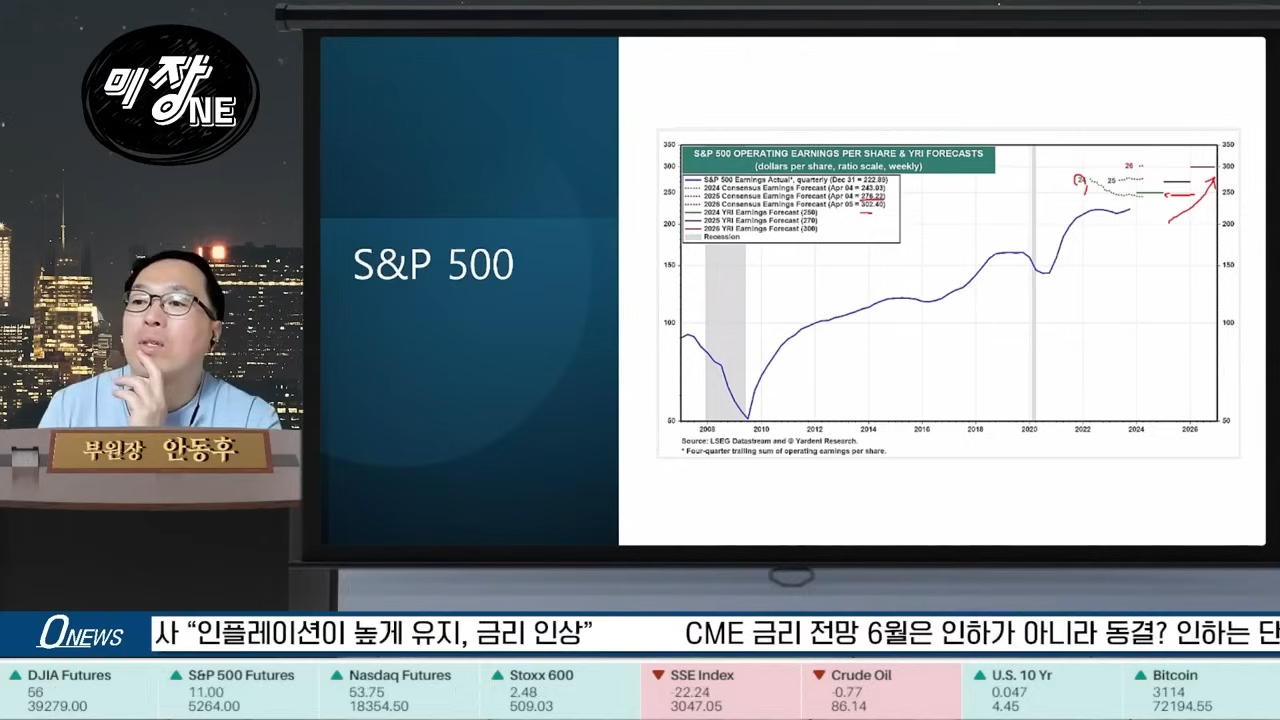 미장
ONE
S&P 500
S&P 500 OPERATING EARNINGS PER SHARE & YRI FORECASTS
(dollars per share, ratio scale, weekly)
S&P 500 Earnings Actual*, quarterly (Dec 31 = 222.89)
2024 Consensus Earnings Forecast (Apr 04 = 243.03)
2025 Consensus Earnings Forecast (Apr 04 = 276.22)
2026 Consensus Earnings Forecast (Apr 05 = 302.40)
2024 YRI Earnings Forecast (250)
2025 YRI Earnings Forecast (270)
2026 YRI Earnings Forecast (300)
Recession
350 350
300 26 300
24 25
250 250
200 200
150 150
100 100
50 50
2008 2010 2012 2014 2016 2018 2020 2022 2024 2026
Source: LSEG Datastream and © Yardeni Research.
* Four-quarter trailing sum of operating earnings per share.
부원장 안동후
ONEWS 사 “인플레이션이 높게 유지, 금리 인상” CME 금리 전망 6월은 인하가 아니라 동결? 인하는 단
DJIA Futures S&P 500 Futures Nasdaq Futures Stoxx 600 SSE Index Crude Oil U.S. 10 Yr Bitcoin
56 11.00 53.75 2.48 -22.24 -0.77 0.047 3114
39279.00 5264.00 18354.50 509.03 3047.05 86.14 4.45 72194.55